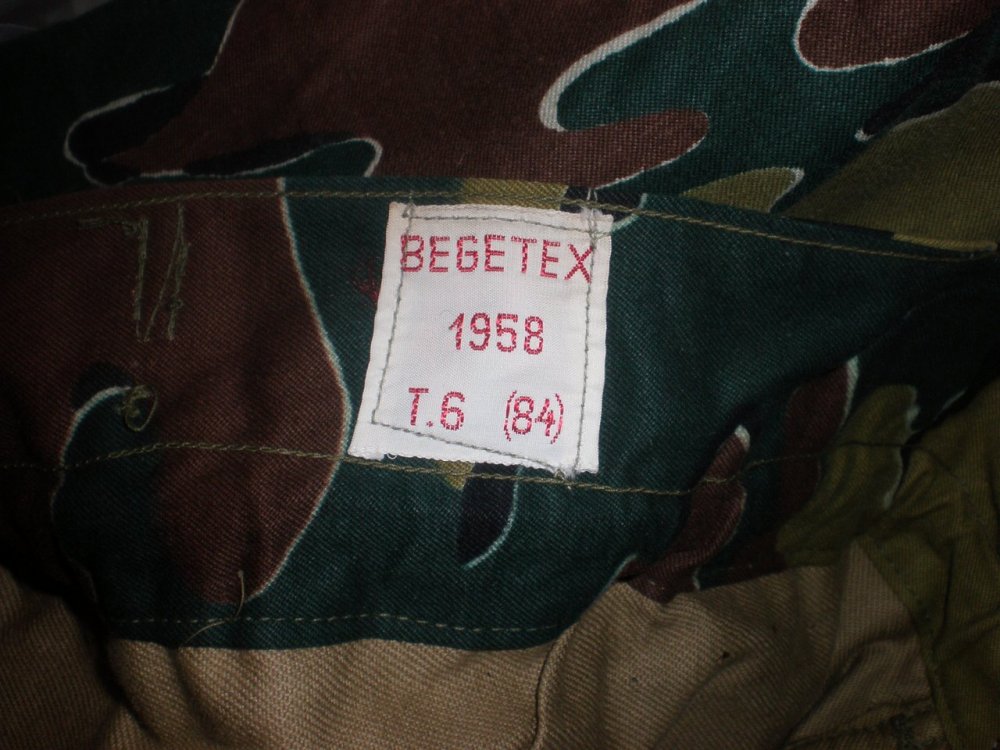 BEGETEX
1958
T.6 (84)